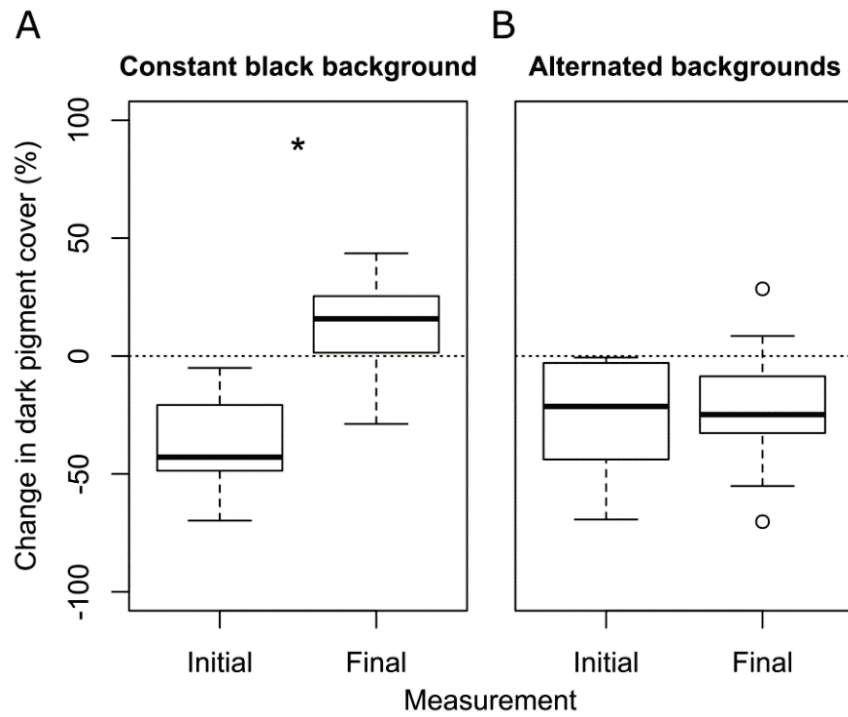 A
B
Constant black background
Alternated backgrounds
Change in dark pigment cover (%)
100
50
0
-50
-100
*
Initial
Final
Initial
Final
Measurement